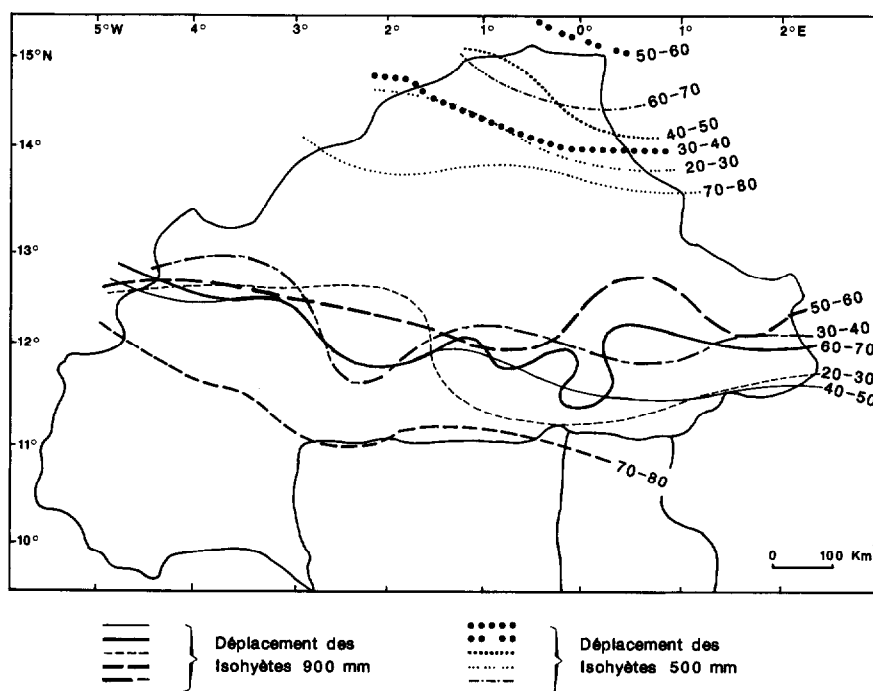 5°W 4° 3° 2° 1° 0° 1° 2°E
15°N
50-60
60-70
14°
40-50
30-40
20-30
70-80
13°
50-60
12°
30-40
60-70
20-30
40-50
11°
70-80
10°
0 100 Km
Déplacement des
Isohyètes 900 mm
Déplacement des
Isohyètes 500 mm